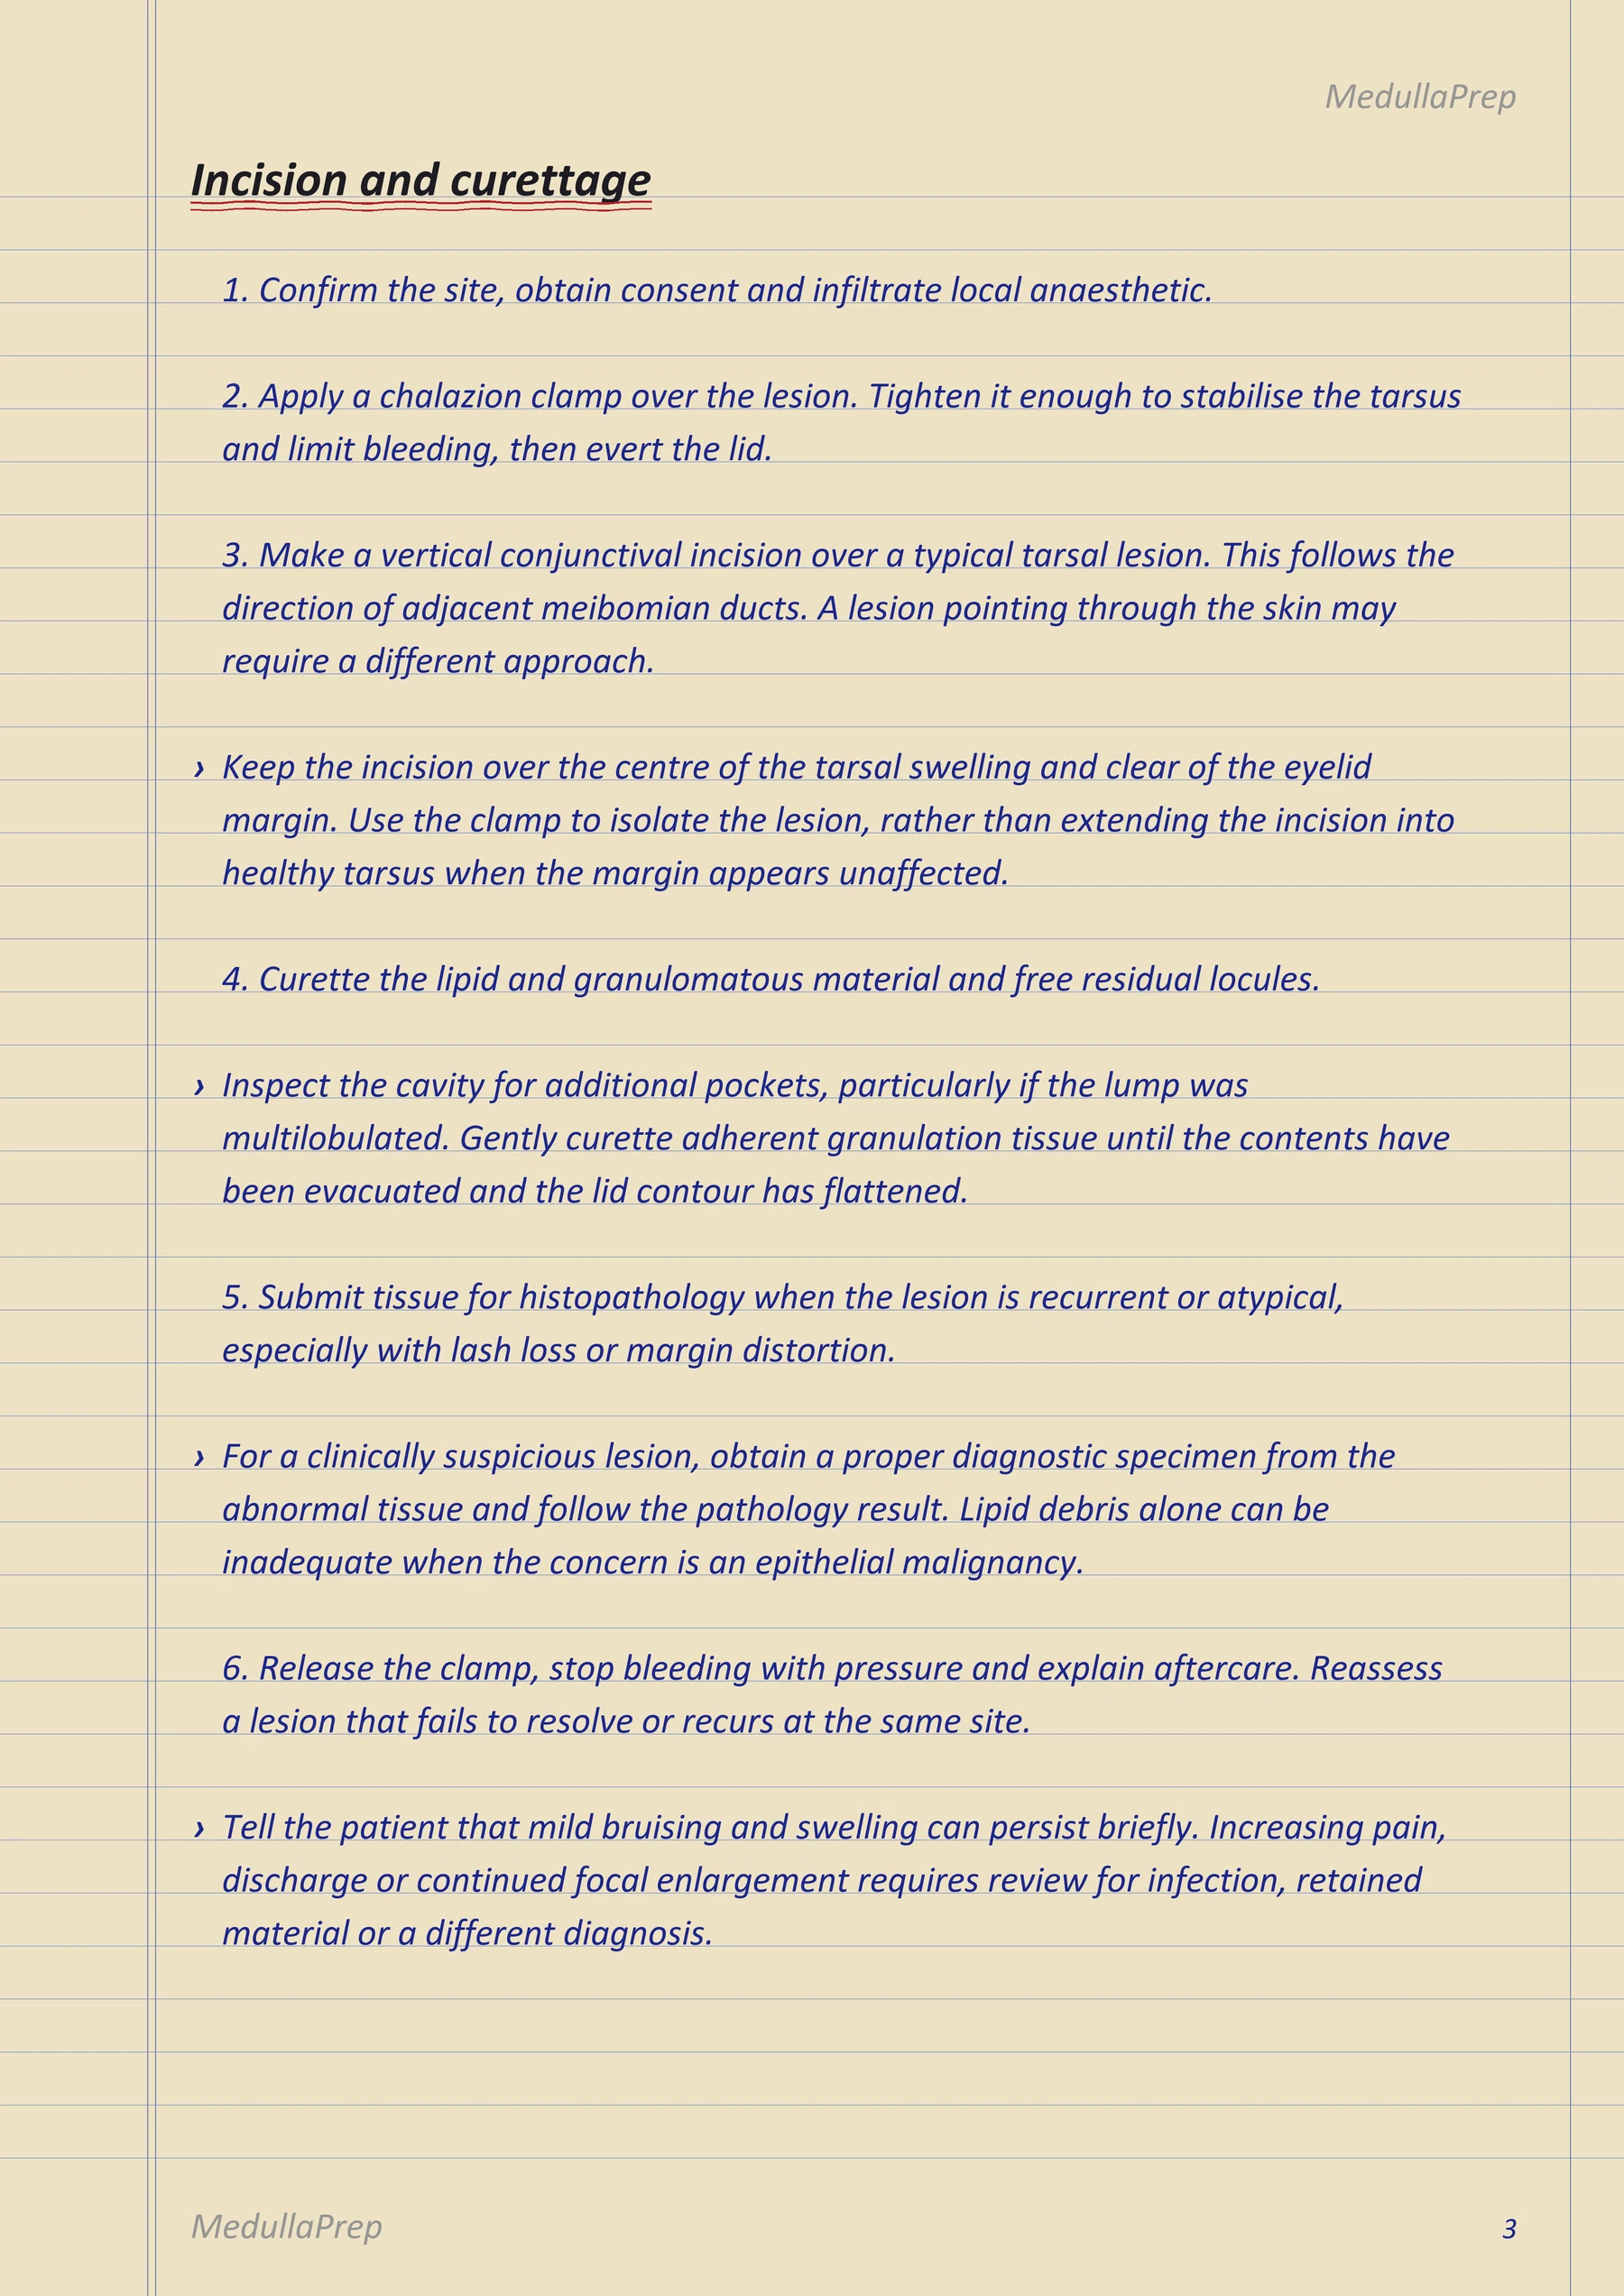 MedullaPrep
Incision and curettage
1. Confirm the site, obtain consent and infiltrate local anaesthetic.
2. Apply a chalazion clamp over the lesion. Tighten it enough to stabilise the tarsus
and limit bleeding, then evert the lid.
3. Make a vertical conjunctival incision over a typical tarsal lesion. This follows the
direction of adjacent meibomian ducts. A lesion pointing through the skin may
require a different approach.
› Keep the incision over the centre of the tarsal swelling and clear of the eyelid
margin. Use the clamp to isolate the lesion, rather than extending the incision into
healthy tarsus when the margin appears unaffected.
4. Curette the lipid and granulomatous material and free residual locules.
› Inspect the cavity for additional pockets, particularly if the lump was
multilobulated. Gently curette adherent granulation tissue until the contents have
been evacuated and the lid contour has flattened.
5. Submit tissue for histopathology when the lesion is recurrent or atypical,
especially with lash loss or margin distortion.
› For a clinically suspicious lesion, obtain a proper diagnostic specimen from the
abnormal tissue and follow the pathology result. Lipid debris alone can be
inadequate when the concern is an epithelial malignancy.
6. Release the clamp, stop bleeding with pressure and explain aftercare. Reassess
a lesion that fails to resolve or recurs at the same site.
› Tell the patient that mild bruising and swelling can persist briefly. Increasing pain,
discharge or continued focal enlargement requires review for infection, retained
material or a different diagnosis.
MedullaPrep
3